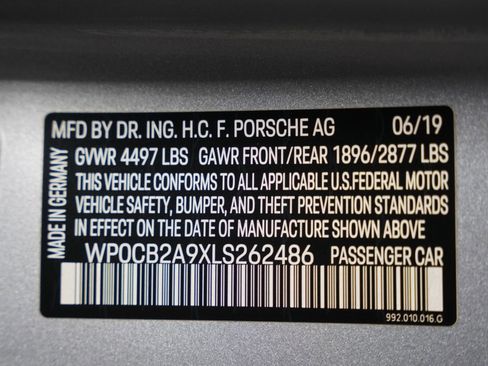 MFD BY DR. ING. H.C. F. PORSCHE AG 06/19
GVWR 4497 LBS GAWR FRONT/REAR 1896/2877 LBS
THIS VEHICLE CONFORMS TO ALL APPLICABLE U.S.FEDERAL MOTOR
VEHICLE SAFETY, BUMPER, AND THEFT PREVENTION STANDARDS
IN EFFECT ON THE DATE OF MANUFACTURE SHOWN ABOVE
WP0CB2A9XLS262486 PASSENGER CAR
MADE IN GERMANY
992.010.016.G